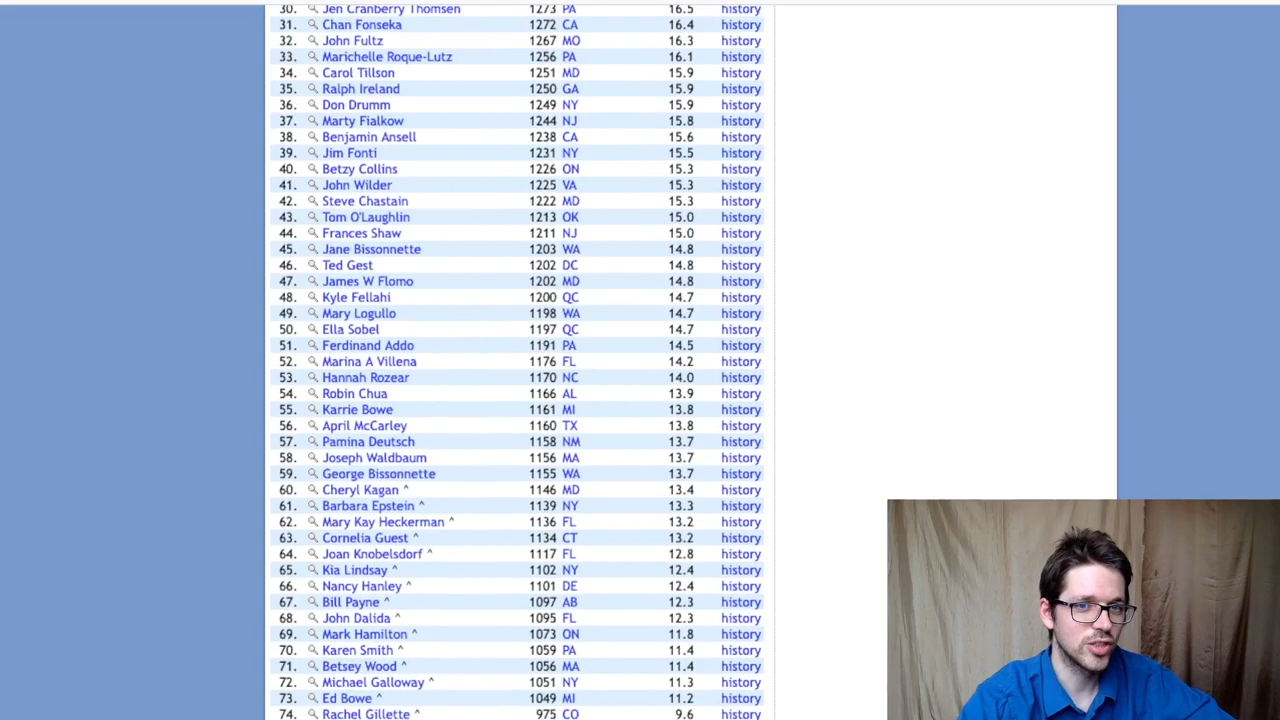 30. Jen Cranberry Thomsen 1273 PA 16.5 history
31. Chan Fonseka 1272 CA 16.4 history
32. John Fultz 1267 MO 16.3 history
33. Marichelle Roque-Lutz 1256 PA 16.1 history
34. Carol Tillson 1251 MD 15.9 history
35. Ralph Ireland 1250 GA 15.9 history
36. Don Drumm 1249 NY 15.9 history
37. Marty Fialkow 1244 NJ 15.8 history
38. Benjamin Ansell 1238 CA 15.6 history
39. Jim Fonti 1231 NY 15.5 history
40. Betzy Collins 1226 ON 15.3 history
41. John Wilder 1225 VA 15.3 history
42. Steve Chastain 1222 MD 15.3 history
43. Tom O'Laughlin 1213 OK 15.0 history
44. Frances Shaw 1211 NJ 15.0 history
45. Jane Bissonnette 1203 WA 14.8 history
46. Ted Gest 1202 DC 14.8 history
47. James W Flomo 1202 MD 14.8 history
48. Kyle Fellahi 1200 QC 14.7 history
49. Mary Logullo 1198 WA 14.7 history
50. Ella Sobel 1197 QC 14.7 history
51. Ferdinand Addo 1191 PA 14.5 history
52. Marina A Villena 1176 FL 14.2 history
53. Hannah Rozear 1170 NC 14.0 history
54. Robin Chua 1166 AL 13.9 history
55. Karrie Bowe 1161 MI 13.8 history
56. April McCarley 1160 TX 13.8 history
57. Pamina Deutsch 1158 NM 13.7 history
58. Joseph Waldbaum 1156 MA 13.7 history
59. George Bissonnette 1155 WA 13.7 history
60. Cheryl Kagan ^ 1146 MD 13.4 history
61. Barbara Epstein ^ 1139 NY 13.3 history
62. Mary Kay Heckerman ^ 1136 FL 13.2 history
63. Cornelia Guest ^ 1134 CT 13.2 history
64. Joan Knobelsdorf ^ 1117 FL 12.8 history
65. Kia Lindsay ^ 1102 NY 12.4 history
66. Nancy Hanley ^ 1101 DE 12.4 history
67. Bill Payne ^ 1097 AB 12.3 history
68. John Dalida ^ 1095 FL 12.3 history
69. Mark Hamilton ^ 1073 ON 11.8 history
70. Karen Smith ^ 1059 PA 11.4 history
71. Betsey Wood ^ 1056 MA 11.4 history
72. Michael Galloway ^ 1051 NY 11.3 history
73. Ed Bowe ^ 1049 MI 11.2 history
74. Rachel Gillette ^ 975 CO 9.6 history